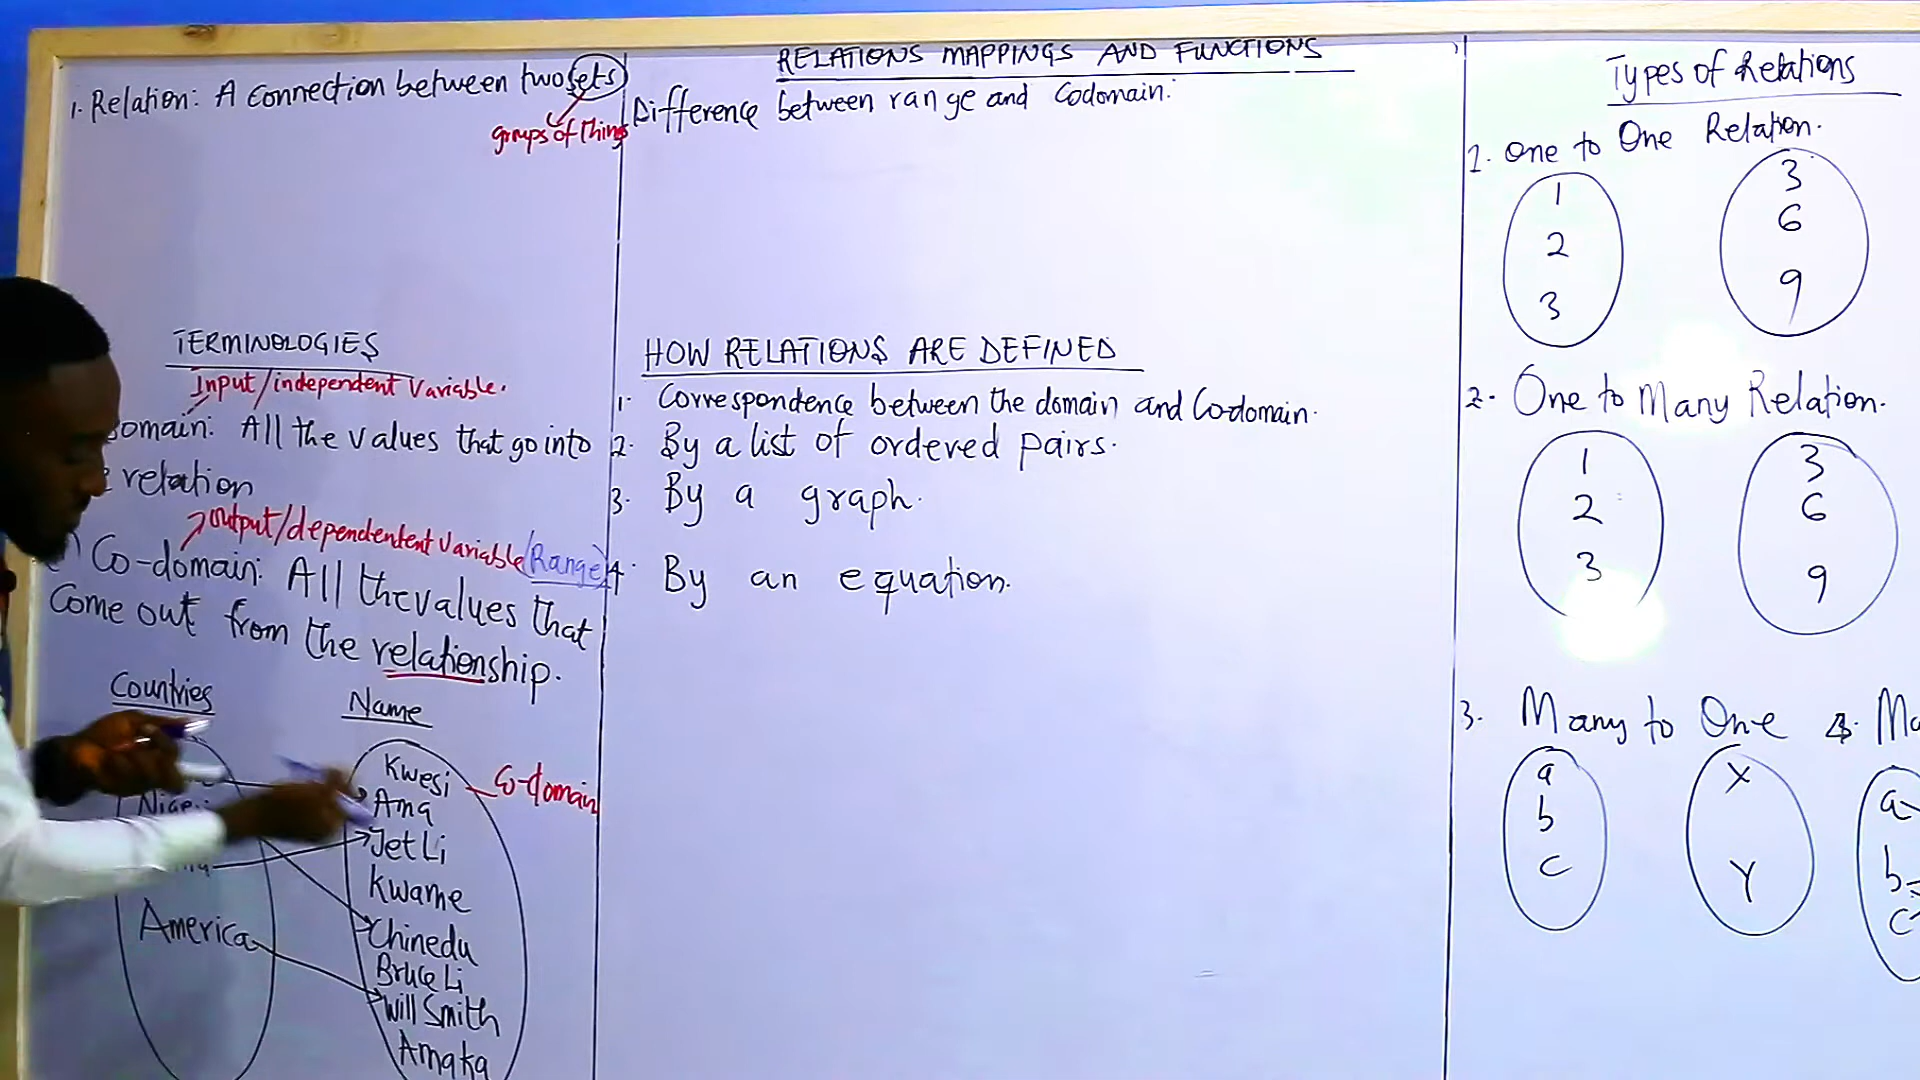 RELATIONS MAPPINGS AND FUNCTIONS
1. Relation: A Connection between two sets
groups of things
TERMINOLOGIES
Input/independent Variable.
omain: All the values that go into
relation
output/dependentent Variable (Range)
Co-domain: All the values that
Come out from the relationship.
Countries
Name
America
Kwesi
Ama
Jet Li
Kwame
Chinedu
Bruce Li
Will Smith
Amaka
Co-domain
Difference between range and Codomain:
HOW RELATIONS ARE DEFINED
1. Correspondence between the domain and Co-domain.
2. By a list of ordered pairs.
3. By a graph.
4. By an equation.
Types of Relations
1. One to One Relation.
1
2
3
3
6
9
2. One to Many Relation.
1
2
3
3
6
9
3. Many to One
a
b
c
X
Y
4. Ma
a
b
c